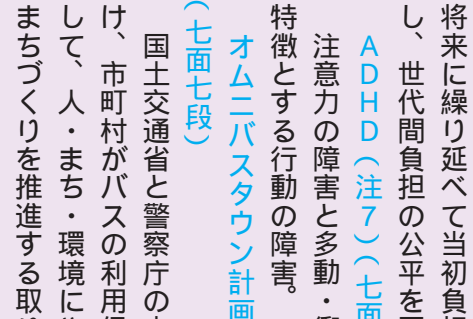 将来に繰り延べて当初負担
し、世代間負担の公平を
ADHD（注７）（七面
注意力の障害と多動・衝
特徴とする行動の障害。
オムニバスタウン計画
（七面七段）
国土交通省と警察庁の
け、市町村がバスの利用
して、人・まち・環境に
まちづくりを推進する取